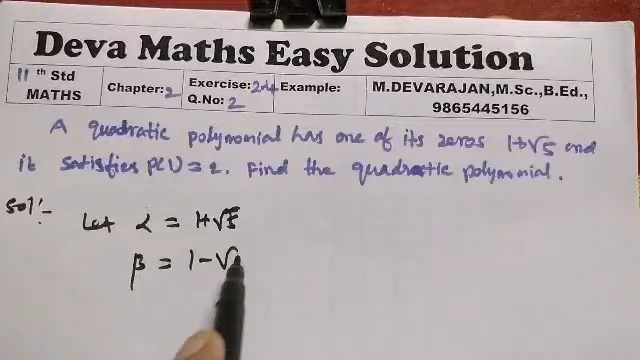 Deva Maths Easy Solution
11th Std MATHS
Chapter: 2
Exercise: 2.4
Q.No: 2
Example:
M.DEVARAJAN,M.Sc.,B.Ed.,
9865445156
A quadratic polynomial has one of its zeros 1+√5 and
it satisfies P(1)=2. Find the quadratic polynomial.
Sol:-
Let α = 1+√5
β = 1-√